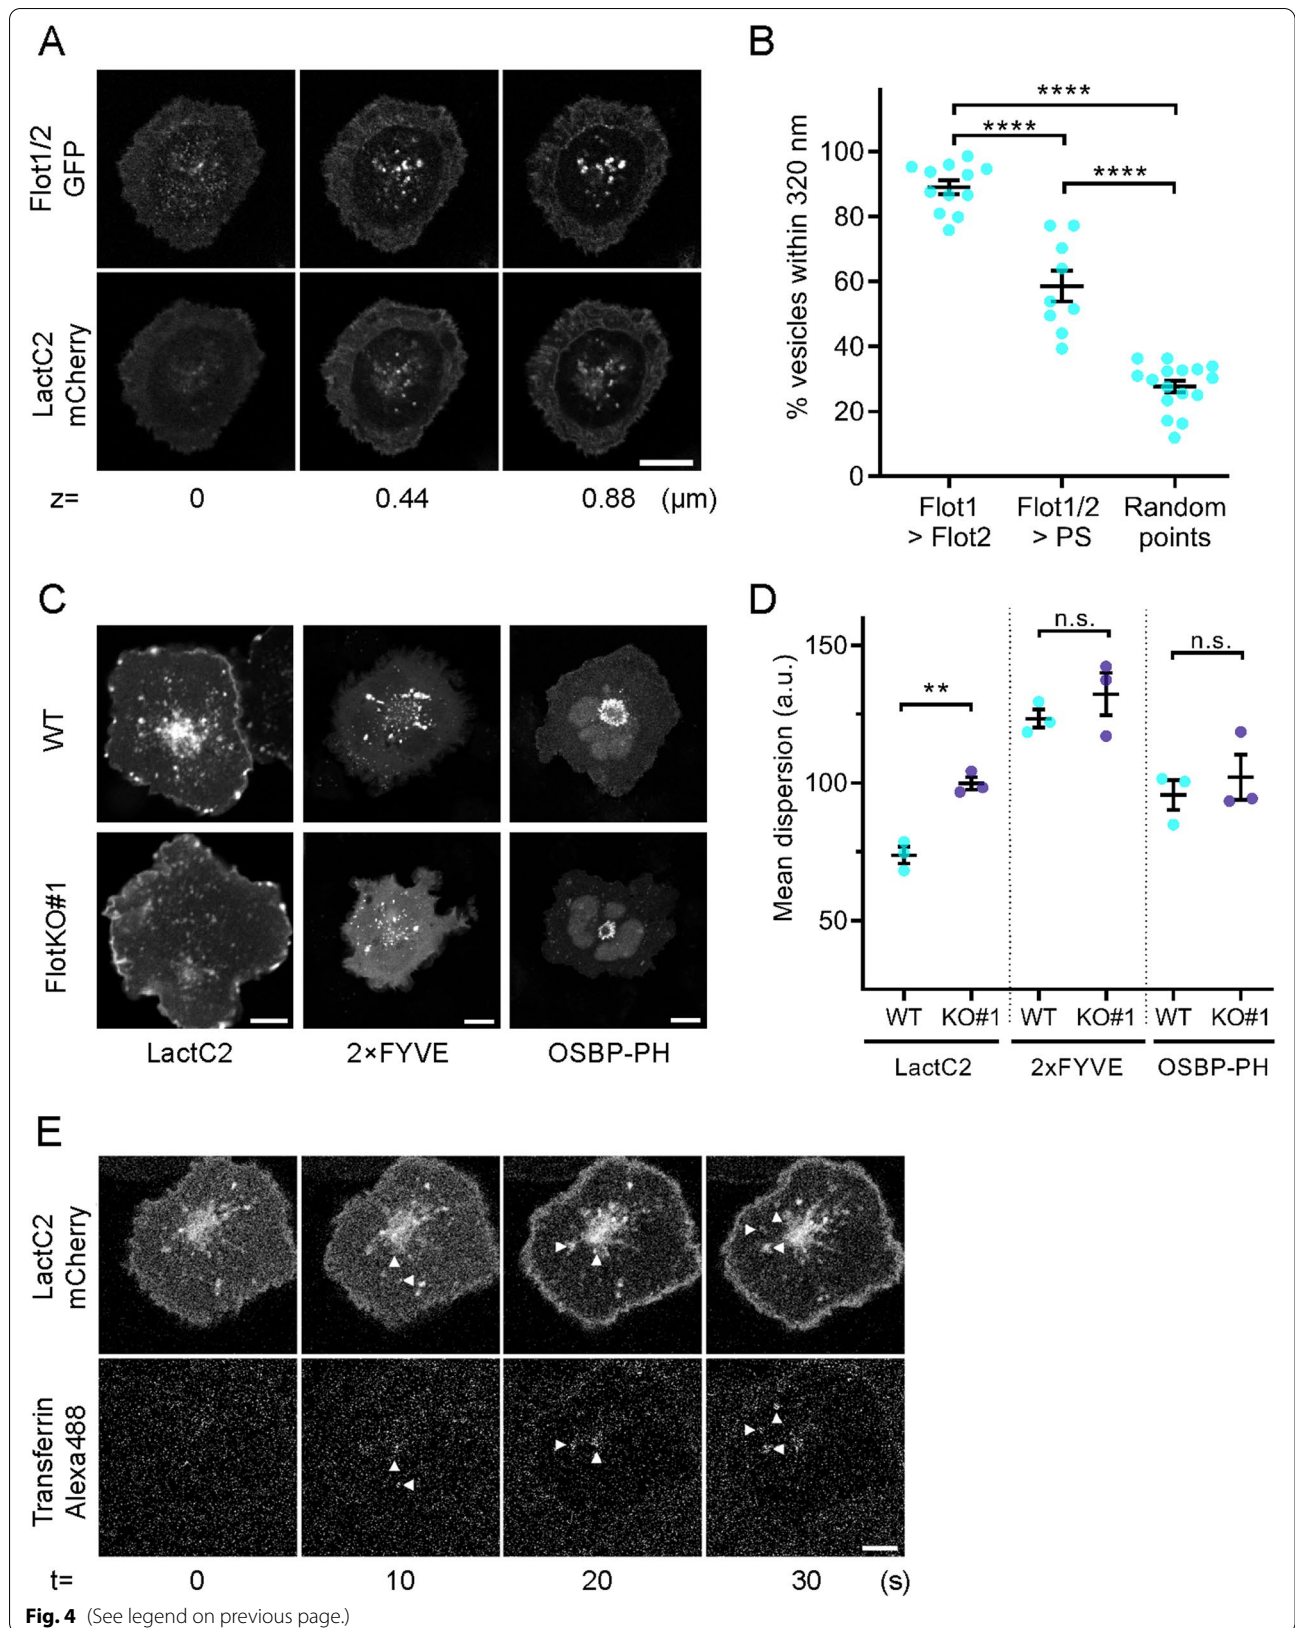 A
Flot1/2
GFP
LactC2
mCherry
z= 0 0.44 0.88 (µm)
B
% vesicles within 320 nm
100
80
60
40
20
0
****
****
****
Flot1
> Flot2
Flot1/2
> PS
Random
points
C
WT
FlotKO#1
LactC2 2×FYVE OSBP-PH
D
Mean dispersion (a.u.)
150
100
50
**
n.s.
n.s.
WT KO#1 WT KO#1 WT KO#1
LactC2 2xFYVE OSBP-PH
E
LactC2
mCherry
Transferrin
Alexa488
t= 0 10 20 30 (s)
Fig. 4 (See legend on previous page.)